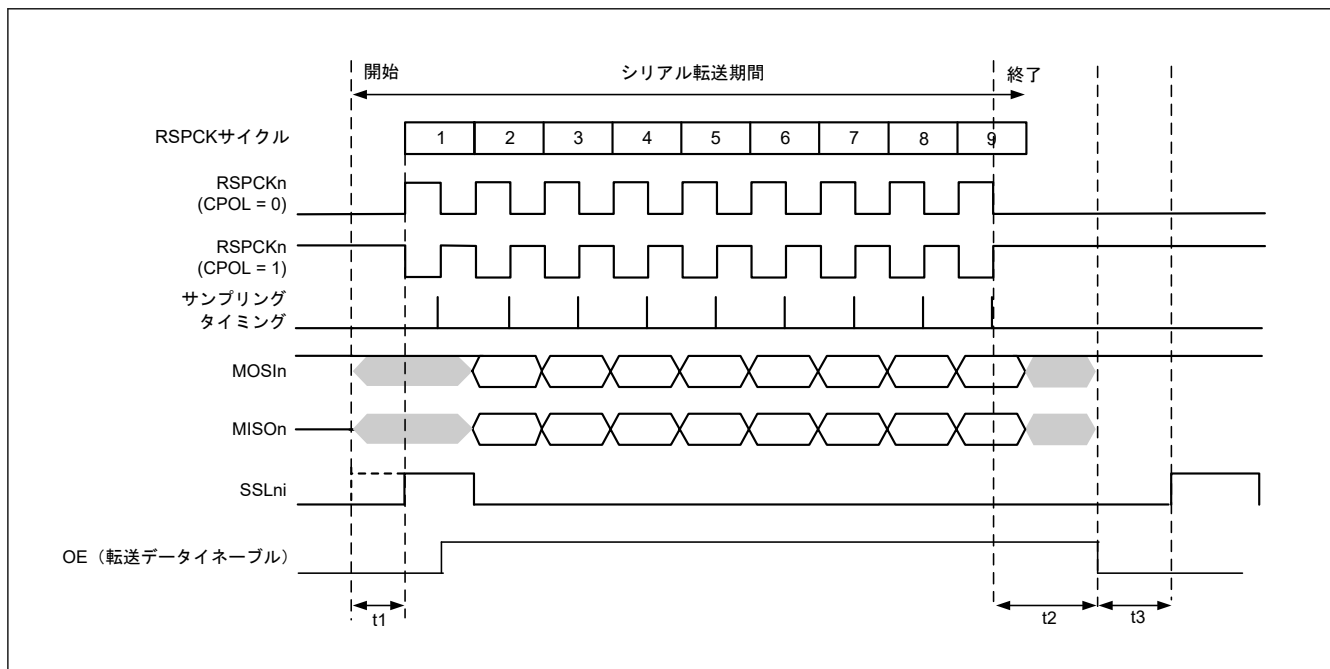 開始 シリアル転送期間 終了
RSPCKサイクル 1 2 3 4 5 6 7 8 9
RSPCKn
(CPOL = 0)
RSPCKn
(CPOL = 1)
サンプリング
タイミング
MOSIn
MISOn
SSLni
OE（転送データイネーブル）
t1 t2 t3